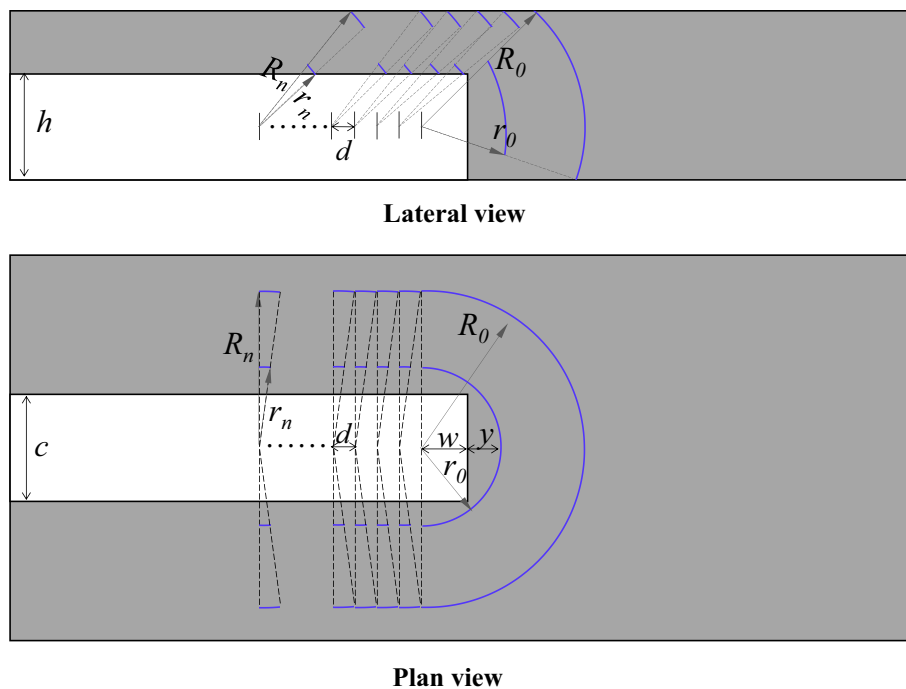 R_n
R_0
r_n
h
d
r_0
Lateral view
R_0
R_n
r_n
d
w
y
c
r_0
Plan view